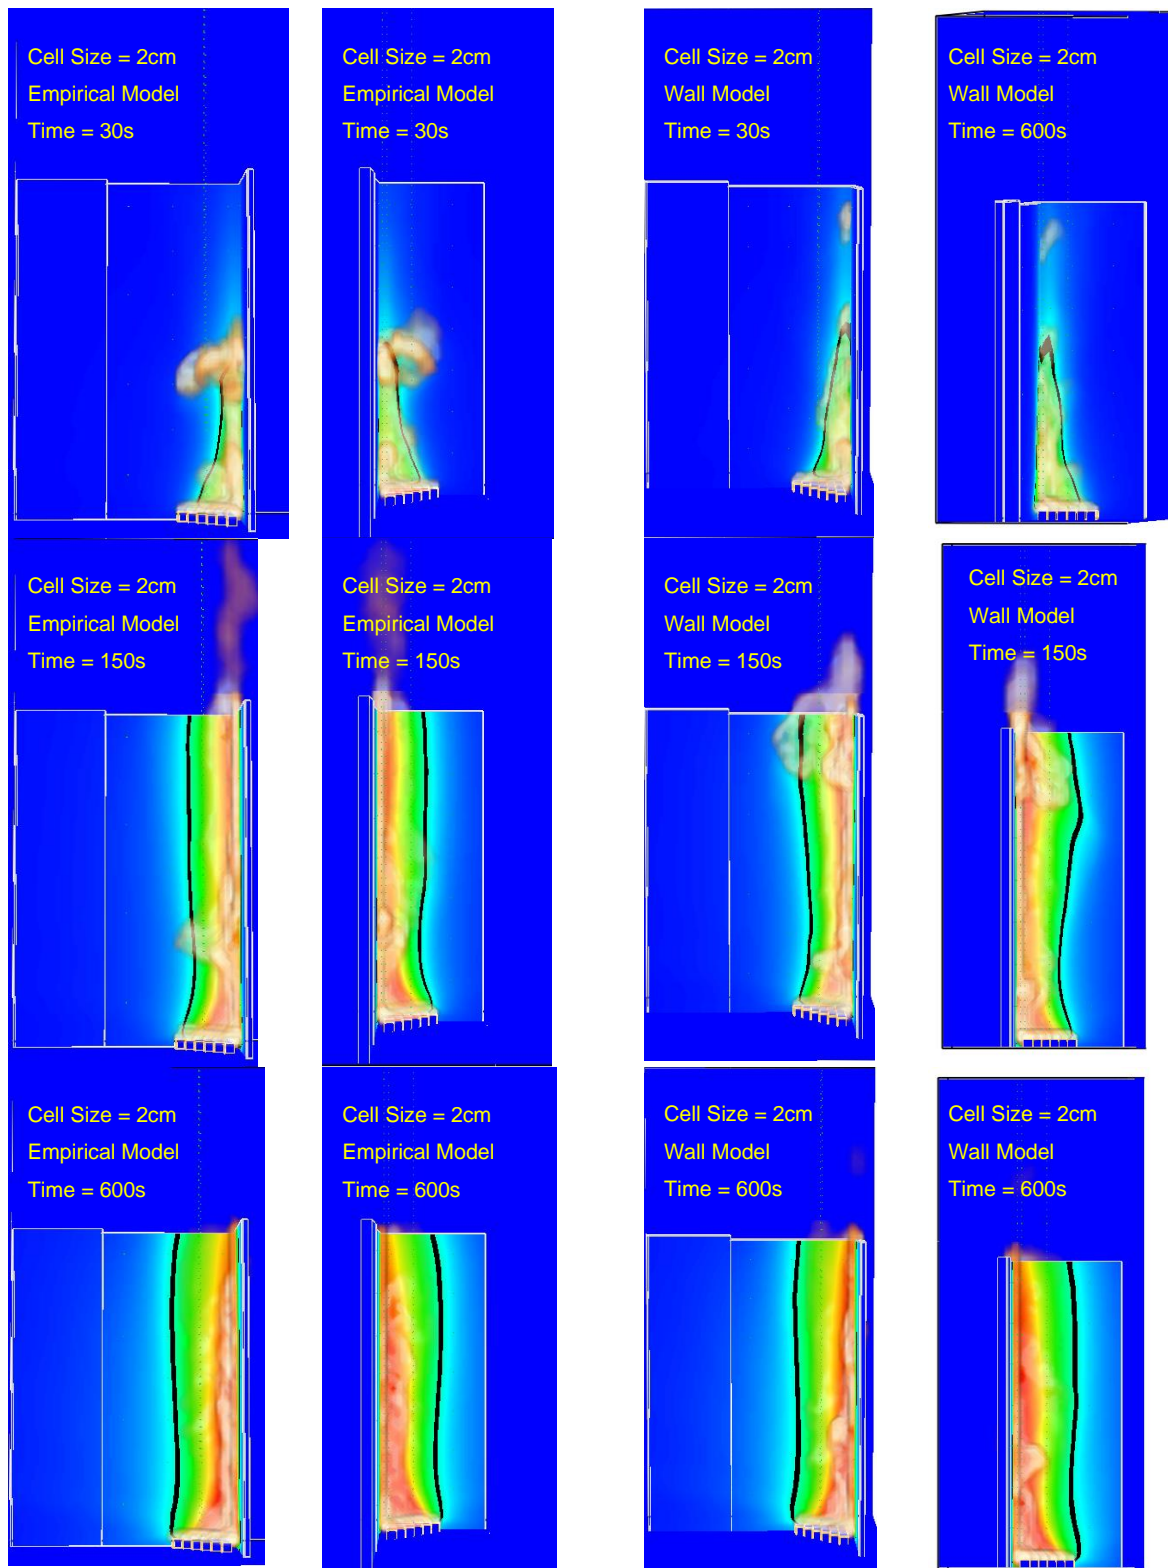 Cell Size = 2cm
Empirical Model
Time = 30s
Cell Size = 2cm
Empirical Model
Time = 30s
Cell Size = 2cm
Wall Model
Time = 30s
Cell Size = 2cm
Wall Model
Time = 600s
Cell Size = 2cm
Empirical Model
Time = 150s
Cell Size = 2cm
Empirical Model
Time = 150s
Cell Size = 2cm
Wall Model
Time = 150s
Cell Size = 2cm
Wall Model
Time = 150s
Cell Size = 2cm
Empirical Model
Time = 600s
Cell Size = 2cm
Empirical Model
Time = 600s
Cell Size = 2cm
Wall Model
Time = 600s
Cell Size = 2cm
Wall Model
Time = 600s